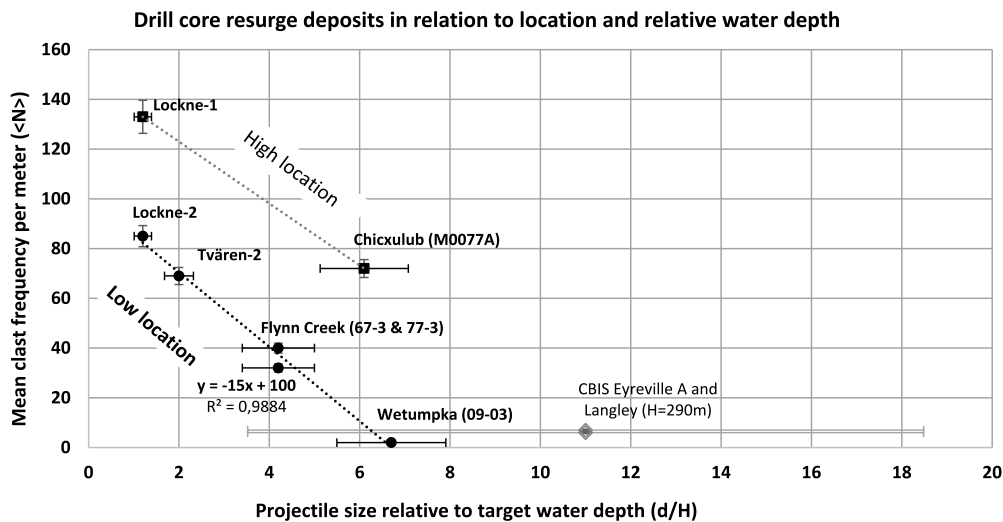 Drill core resurge deposits in relation to location and relative water depth
Mean clast frequency per meter (<N>)
160
140
120
100
80
60
40
20
0
Lockne-1
High location
Lockne-2
Chicxulub (M0077A)
Tvären-2
Low location
Flynn Creek (67-3 & 77-3)
y = -15x + 100
R² = 0,9884
CBIS Eyreville A and
Langley (H=290m)
Wetumpka (09-03)
0 2 4 6 8 10 12 14 16 18 20
Projectile size relative to target water depth (d/H)